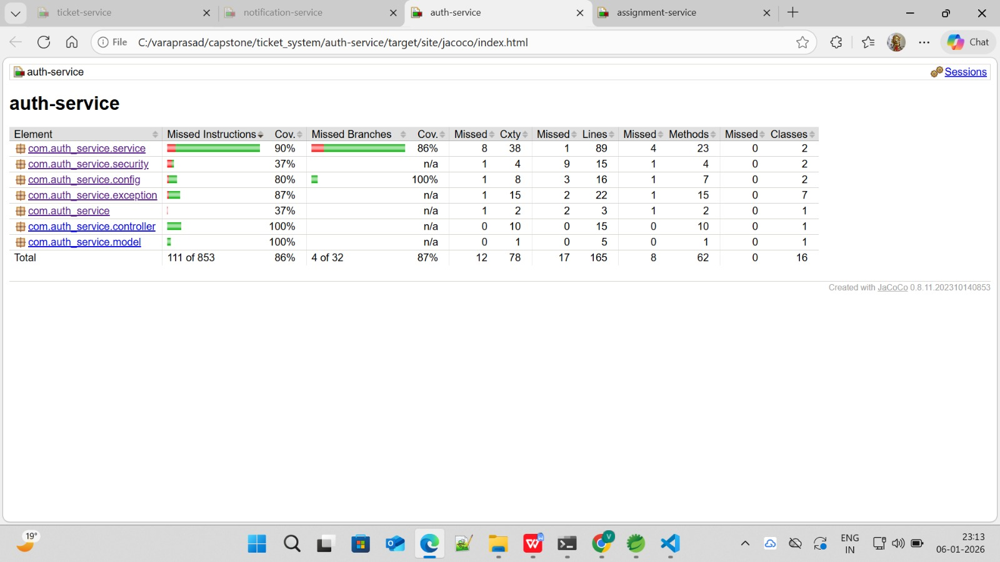 ticket-service notification-service auth-service assignment-service
File C:/varaprasad/capstone/ticket_system/auth-service/target/site/jacoco/index.html Chat
auth-service Sessions
auth-service
Element Missed Instructions Cov. Missed Branches Cov. Missed Cxty Missed Lines Missed Methods Missed Classes
com.auth_service.service 90% 86% 8 38 1 89 4 23 0 2
com.auth_service.security 37% n/a 1 4 9 15 1 4 0 2
com.auth_service.config 80% 100% 1 8 3 16 1 7 0 2
com.auth_service.exception 87% n/a 1 15 2 22 1 15 0 7
com.auth_service 37% n/a 1 2 2 3 1 2 0 1
com.auth_service.controller 100% n/a 0 10 0 15 0 10 0 1
com.auth_service.model 100% n/a 0 1 0 5 0 1 0 1
Total 111 of 853 86% 4 of 32 87% 12 78 17 165 8 62 0 16
Created with JaCoCo 0.8.11.202310140853
19° W V ENG 23:13
IN 06-01-2026